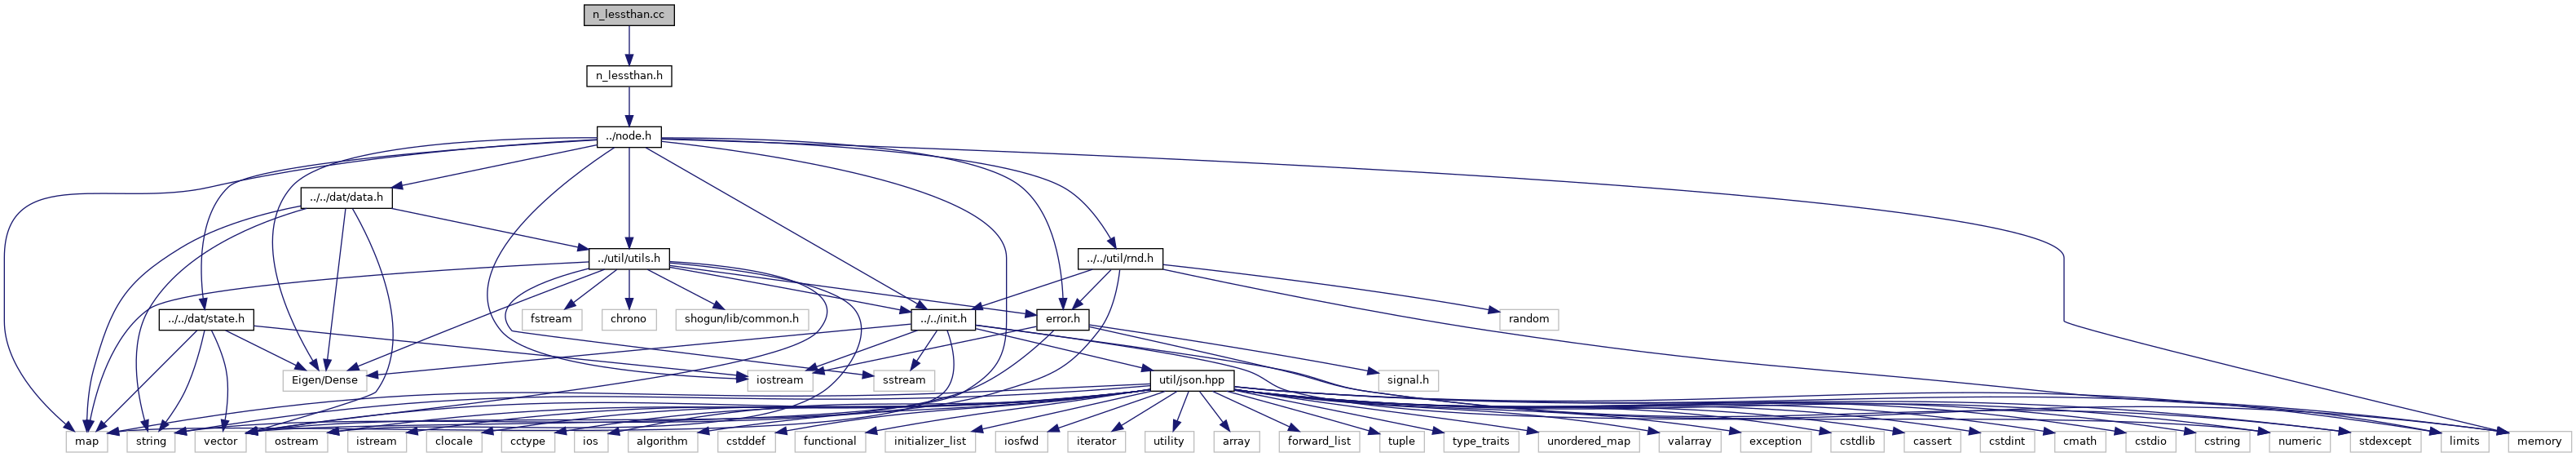 n_lessthan.cc
n_lessthan.h
../node.h
../../dat/data.h
../util/utils.h
../../util/rnd.h
../../dat/state.h
fstream
chrono
shogun/lib/common.h
../../init.h
error.h
random
Eigen/Dense
iostream
sstream
util/json.hpp
signal.h
map
string
vector
ostream
istream
clocale
cctype
ios
algorithm
cstddef
functional
initializer_list
iosfwd
iterator
utility
array
forward_list
tuple
type_traits
unordered_map
valarray
exception
cstdlib
cassert
cstdint
cmath
cstdio
cstring
numeric
stdexcept
limits
memory